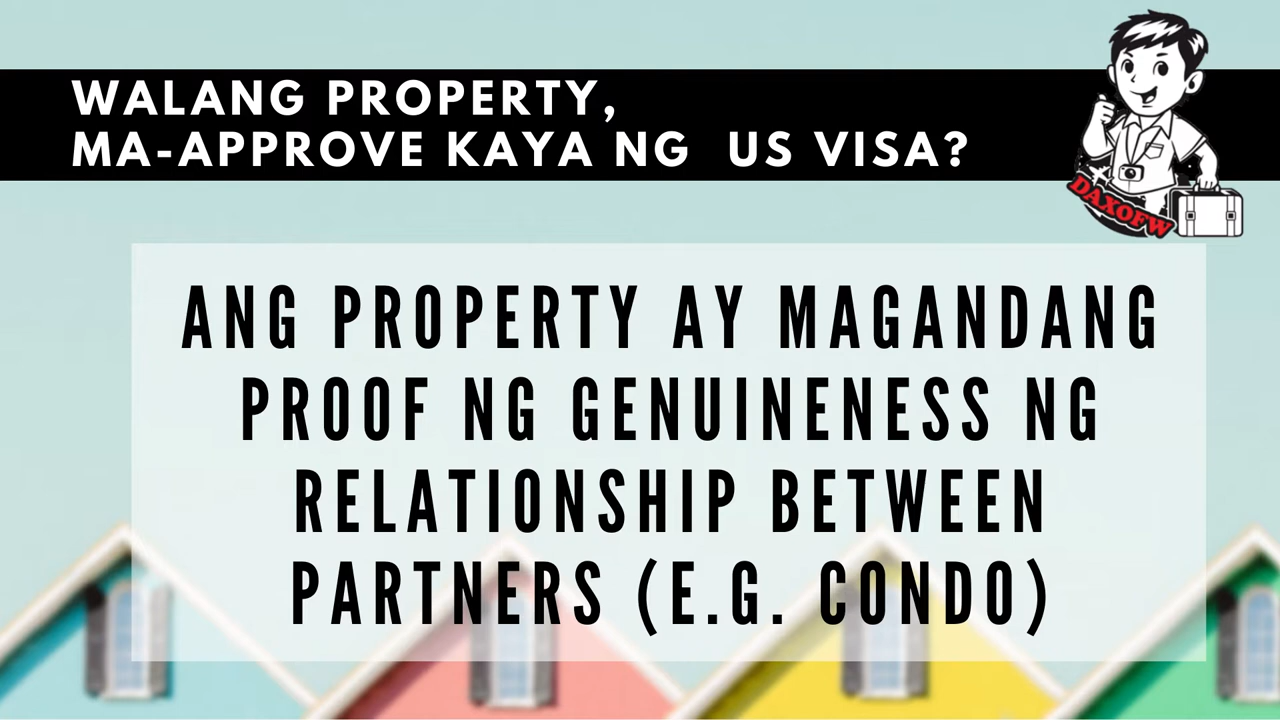 WALANG PROPERTY,
MA-APPROVE KAYA NG US VISA?
DAXOFW
ANG PROPERTY AY MAGANDANG
PROOF NG GENUINENESS NG
RELATIONSHIP BETWEEN
PARTNERS (E.G. CONDO)